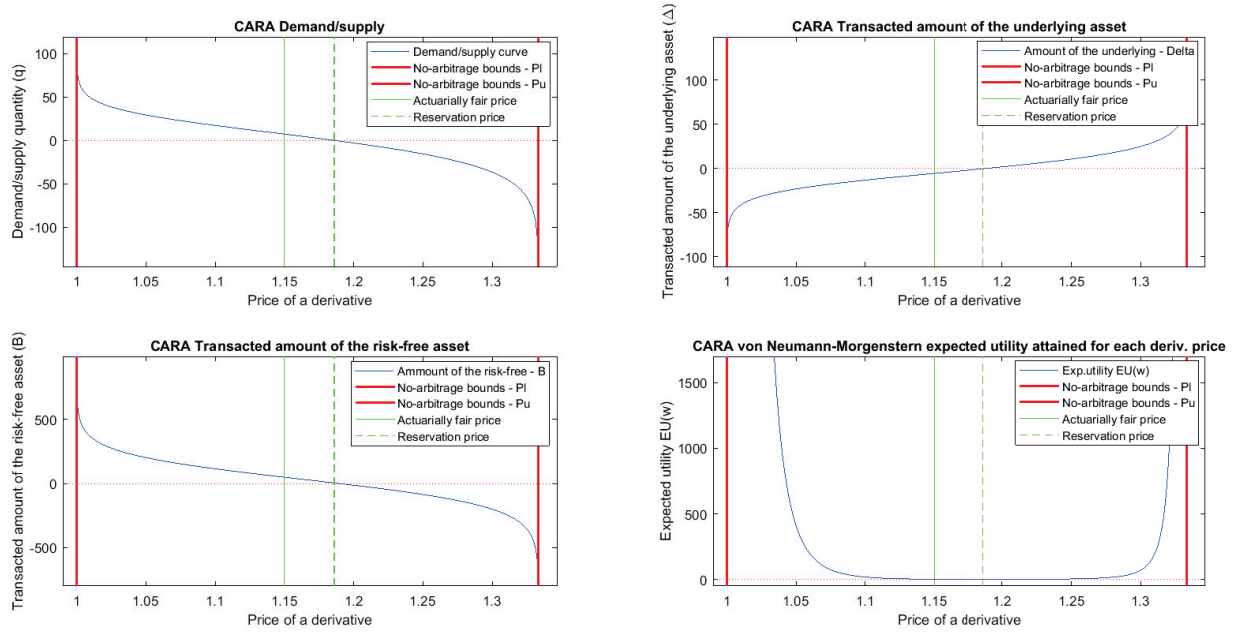 CARA Demand/supply
Demand/supply quantity (q)
100
50
0
-50
-100
Demand/supply curve
No-arbitrage bounds - Pl
No-arbitrage bounds - Pu
Actuarially fair price
Reservation price
1
1.05
1.1
1.15
1.2
1.25
1.3
Price of a derivative
CARA Transacted amount of the underlying asset
Transacted amount of the underlying asset (△)
100
50
0
-50
-100
Amount of the underlying - Delta
No-arbitrage bounds - Pl
No-arbitrage bounds - Pu
Actuarially fair price
Reservation price
1
1.05
1.1
1.15
1.2
1.25
1.3
Price of a derivative
CARA Transacted amount of the risk-free asset
Transacted amount of the risk-free asset (B)
500
0
-500
Ammount of the risk-free - B
No-arbitrage bounds - Pl
No-arbitrage bounds - Pu
Actuarially fair price
Reservation price
1
1.05
1.1
1.15
1.2
1.25
1.3
Price of a derivative
CARA von Neumann-Morgenstern expected utility attained for each deriv. price
Expected utility EU(w)
1500
1000
500
0
Exp.utility EU(w)
No-arbitrage bounds - Pl
No-arbitrage bounds - Pu
Actuarially fair price
Reservation price
1
1.05
1.1
1.15
1.2
1.25
1.3
Price of a derivative